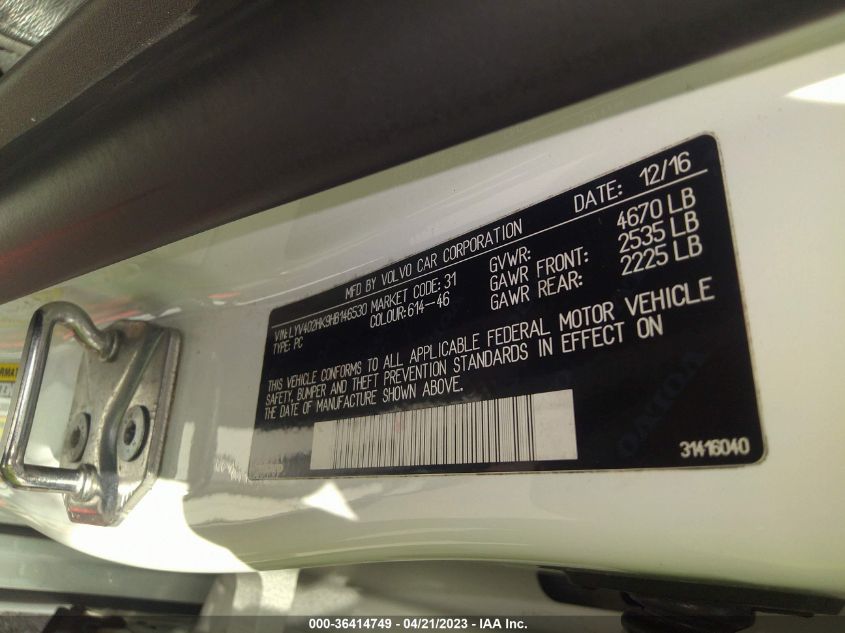 MFD BY VOLVO CAR CORPORATION DATE: 12/16
VIN: LYV402HK9HB146530 MARKET CODE: 31 GVWR: 4670 LB
TYPE: PC COLOUR: 614-46 GAWR FRONT: 2535 LB
GAWR REAR: 2225 LB
THIS VEHICLE CONFORMS TO ALL APPLICABLE FEDERAL MOTOR VEHICLE
SAFETY, BUMPER AND THEFT PREVENTION STANDARDS IN EFFECT ON
THE DATE OF MANUFACTURE SHOWN ABOVE.
31416040
000-36414749 - 04/21/2023 - IAA Inc.